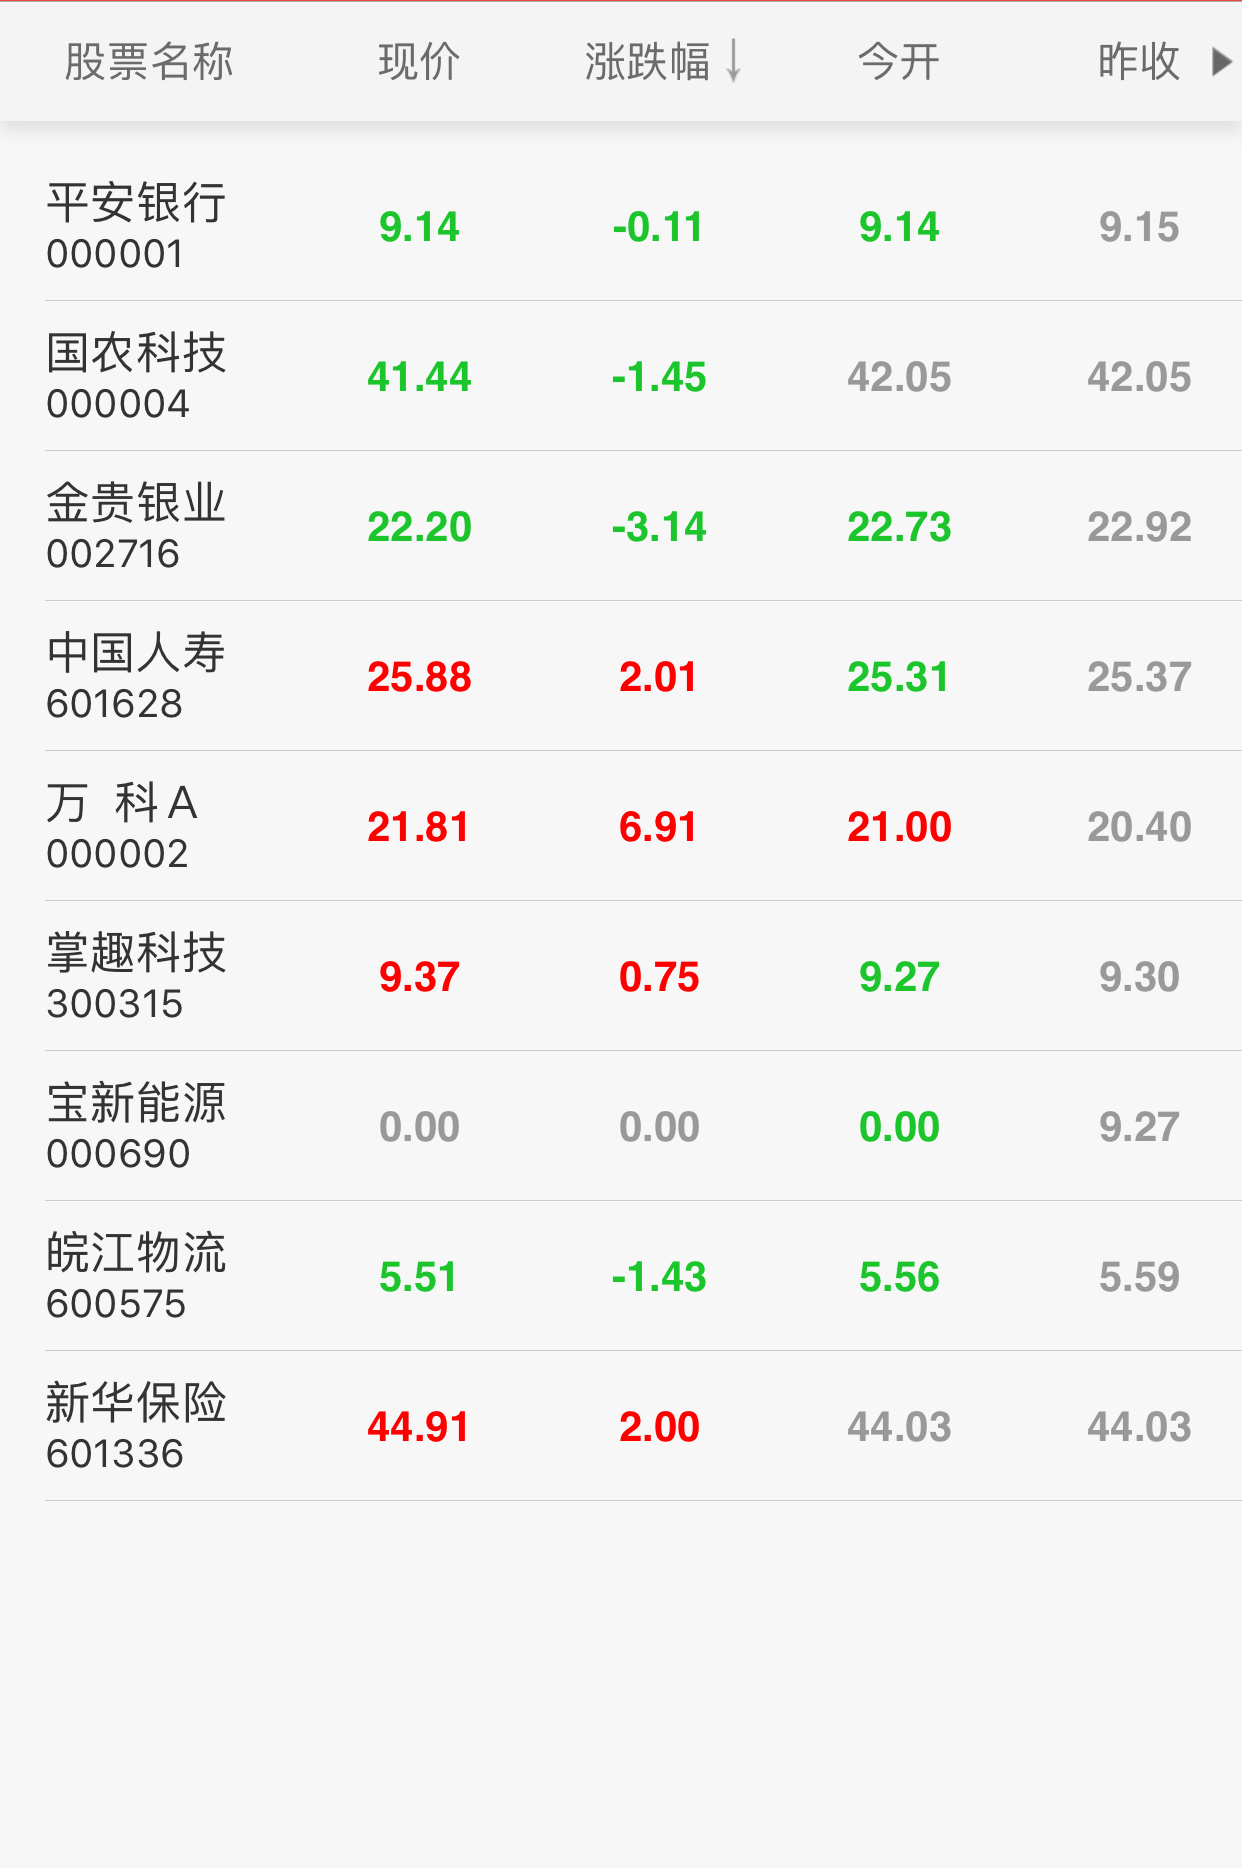 股票名称 现价 涨跌幅 今开 昨收
平安银行
000001 9.14 -0.11 9.14 9.15
国农科技
000004 41.44 -1.45 42.05 42.05
金贵银业
002716 22.20 -3.14 22.73 22.92
中国人寿
601628 25.88 2.01 25.31 25.37
万 科A
000002 21.81 6.91 21.00 20.40
掌趣科技
300315 9.37 0.75 9.27 9.30
宝新能源
000690 0.00 0.00 0.00 9.27
皖江物流
600575 5.51 -1.43 5.56 5.59
新华保险
601336 44.91 2.00 44.03 44.03